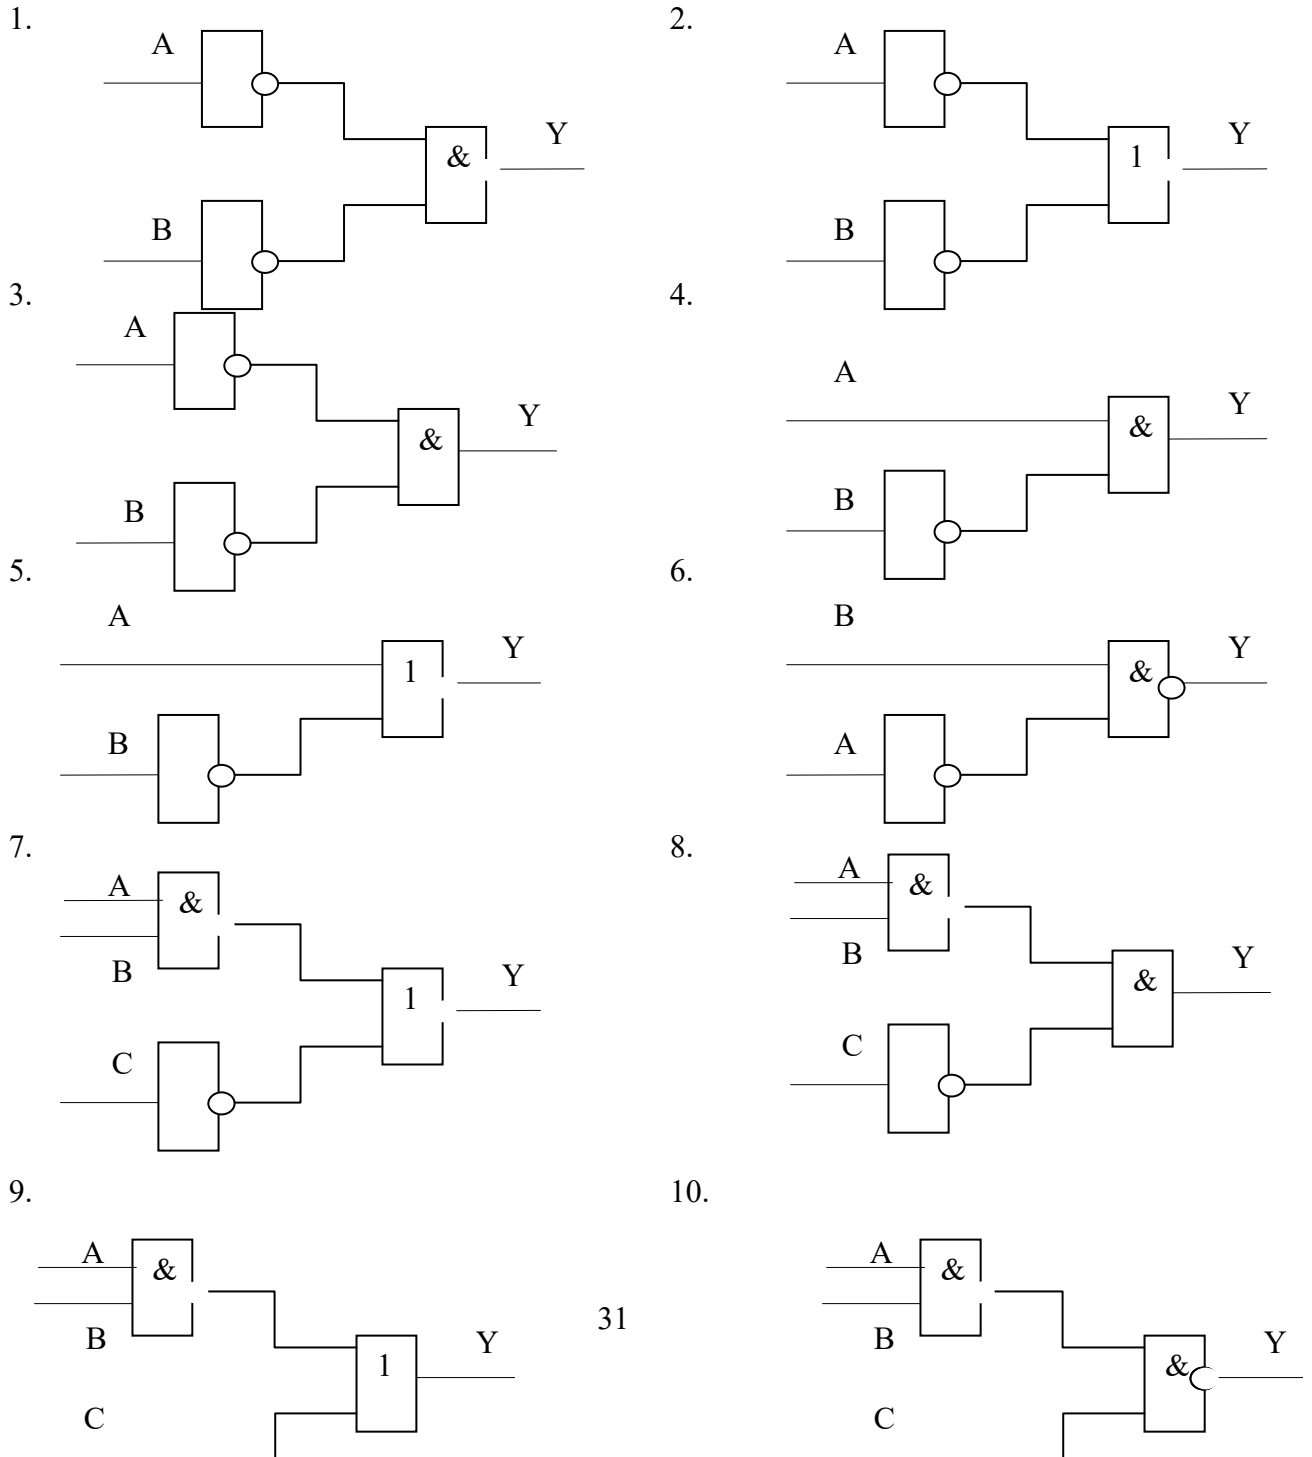 1. 2.
A A
& Y 1 Y
B B
3. 4.
A A
& Y & Y
B B
5. 6.
A B
1 Y & Y
B A
7. 8.
A & A &
B B
1 Y & Y
C C
9. 10.
A & A &
31
B B
1 Y & Y
C C